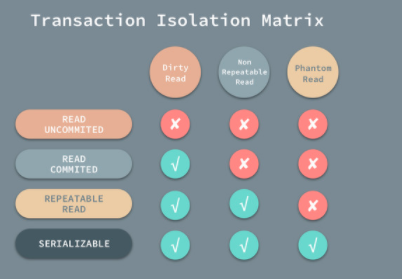 Transaction Isolation Matrix
Dirty
Read
Non
Repeatable
Read
Phantom
Read
READ
UNCOMMITED
✘ ✘ ✘
READ
COMMITED
√ ✘ ✘
REPEATABLE
READ
√ √ ✘
SERIALIZABLE
√ √ √